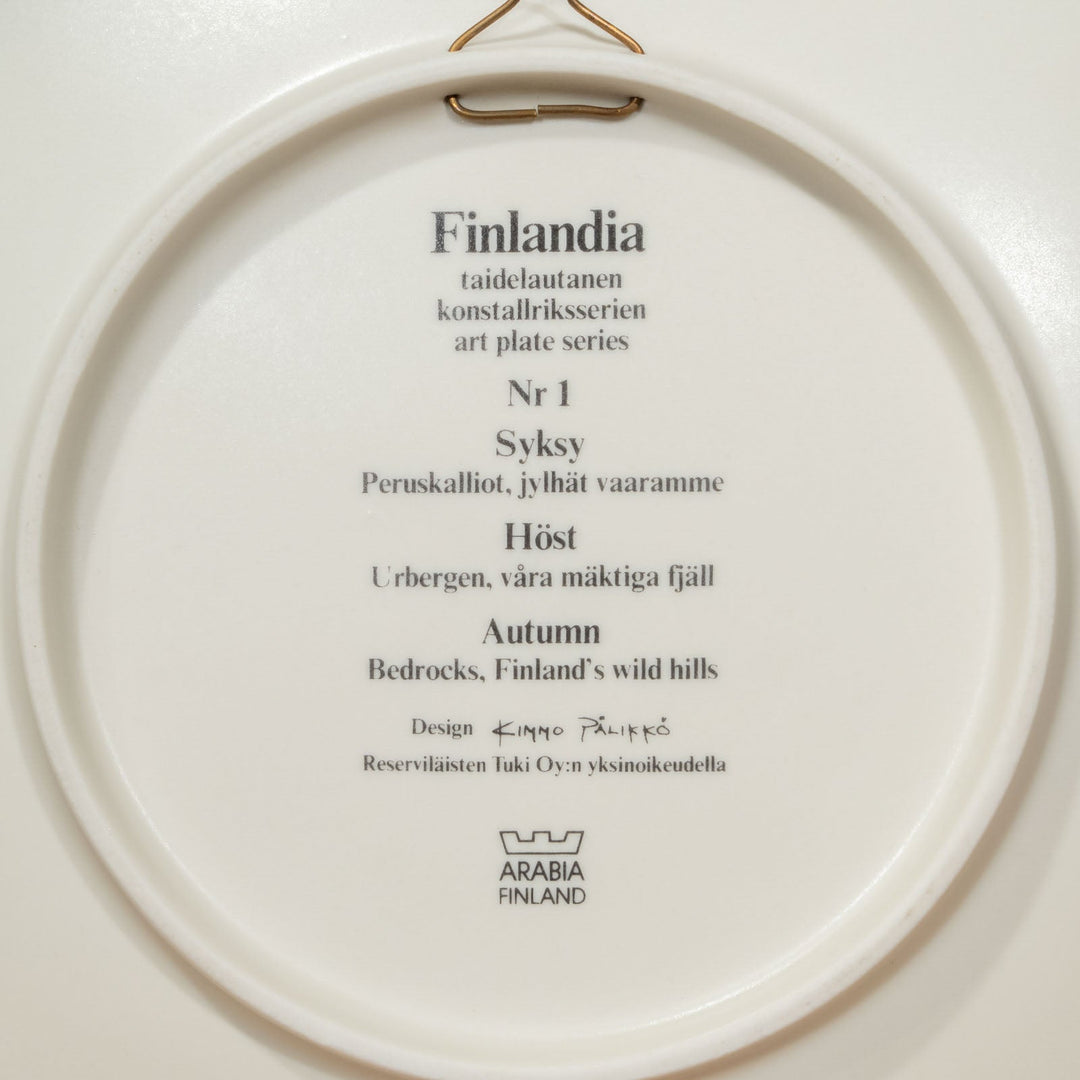 Finlandia
taidelautanen
konstallriksserien
art plate series
Nr 1
Syksy
Peruskalliot, jylhät vaaramme
Höst
Urbergen, våra mäktiga fjäll
Autumn
Bedrocks, Finland's wild hills
Design KIMMO PÄLIKKÖ
Reserviläisten Tuki Oy:n yksinoikeudella
ARABIA
FINLAND